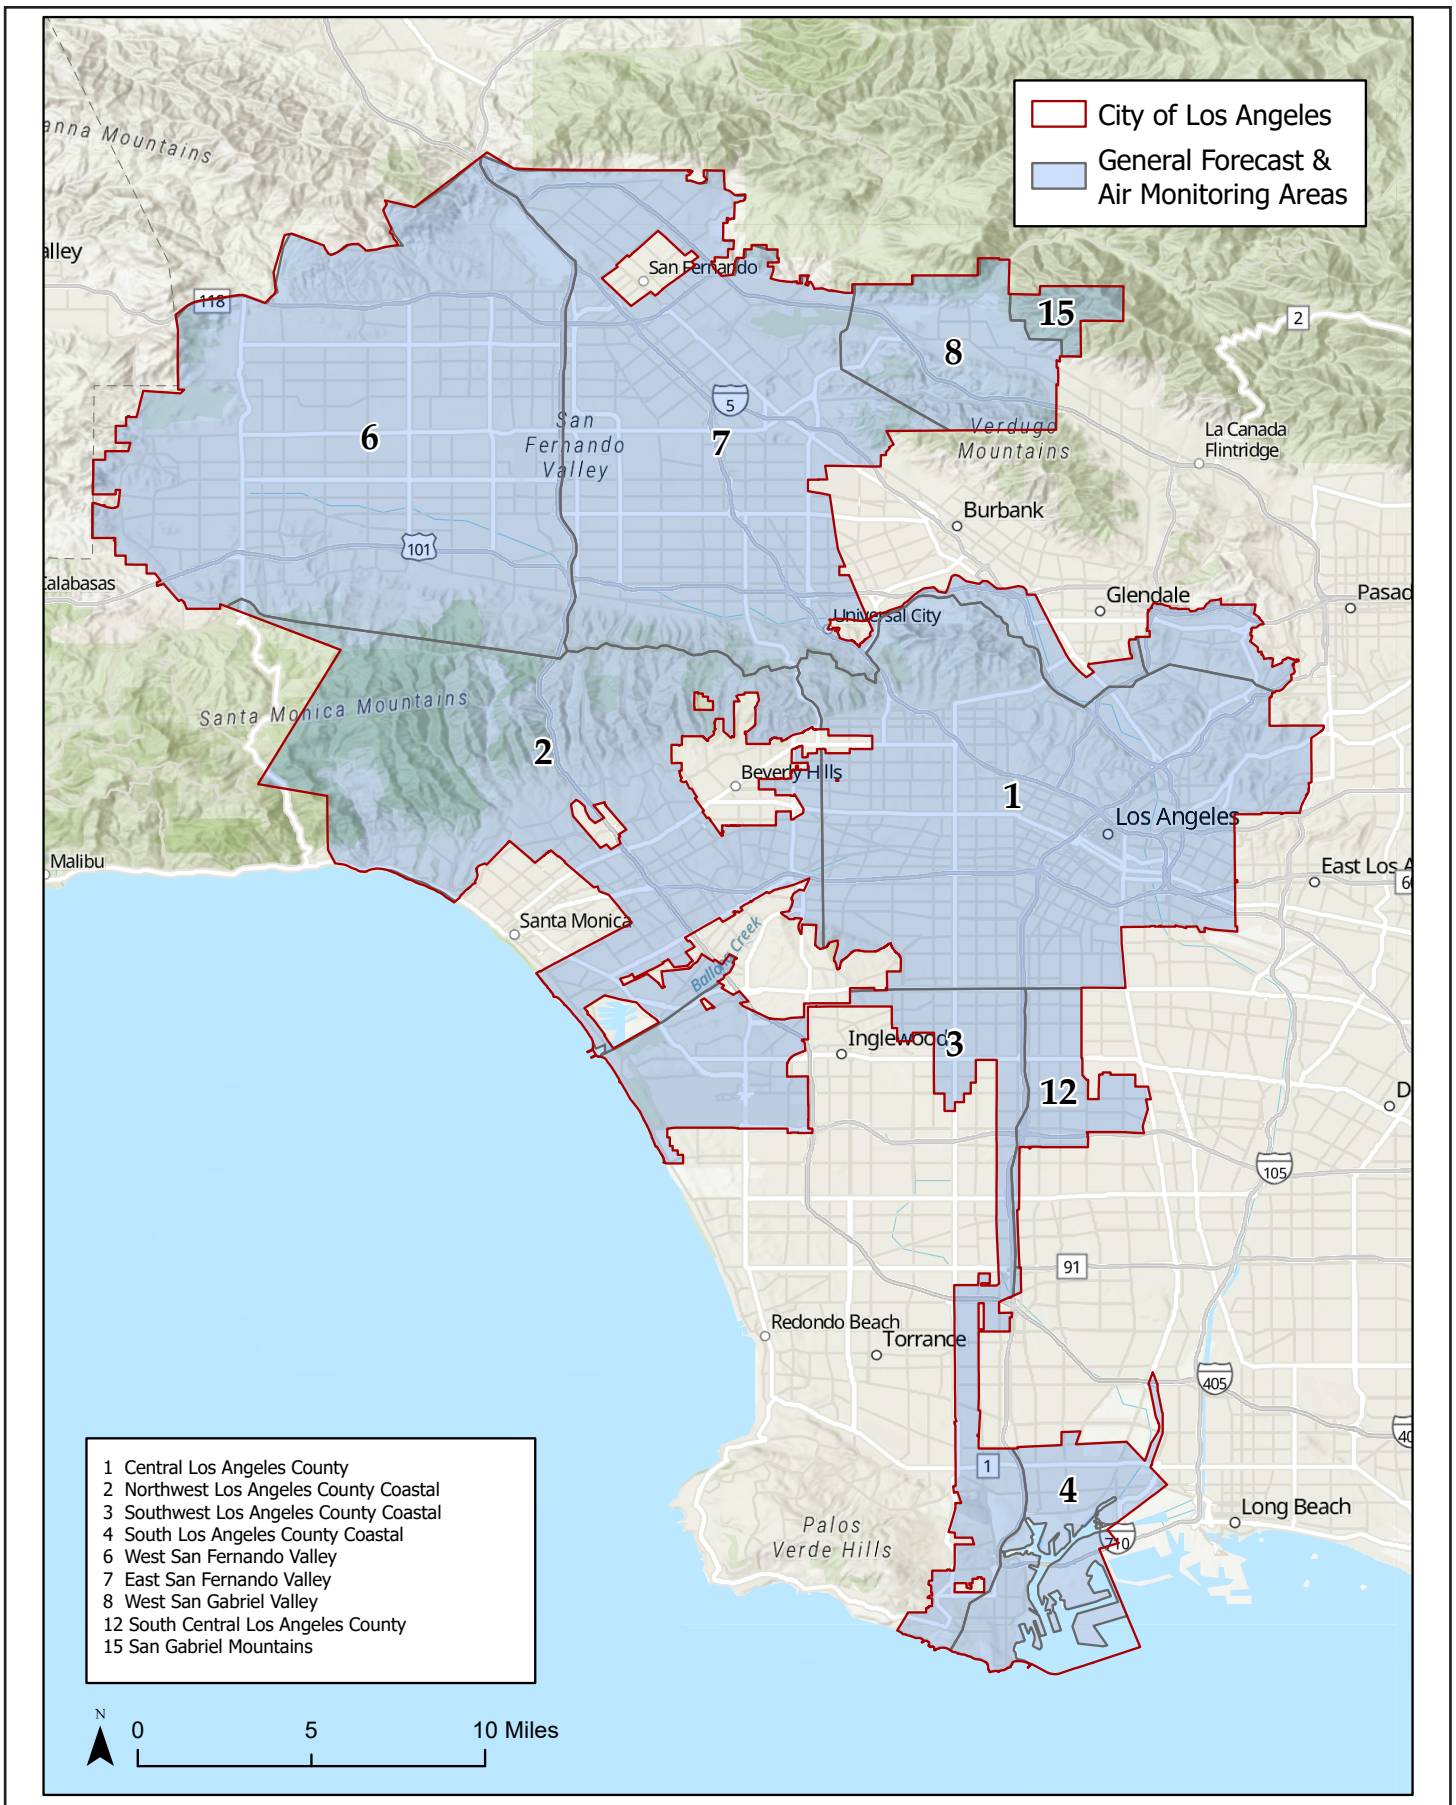 City of Los Angeles
General Forecast &
Air Monitoring Areas
anna Mountains
alley
San Fernando
118
15
2
8
5
San
Fernando
Valley
6
7
Verdugo
Mountains
La Canada
Flintridge
Burbank
101
Calabasas
Glendale
Pasad
Universal City
Santa Monica Mountains
2
Beverly Hills
1
Los Angeles
Malibu
East Los A
60
Santa Monica
Ballona Creek
Inglewood
3
12
D
105
91
Redondo Beach
Torrance
405
40
1
4
Long Beach
710
Palos
Verde Hills
1 Central Los Angeles County
2 Northwest Los Angeles County Coastal
3 Southwest Los Angeles County Coastal
4 South Los Angeles County Coastal
6 West San Fernando Valley
7 East San Fernando Valley
8 West San Gabriel Valley
12 South Central Los Angeles County
15 San Gabriel Mountains
N
0 5 10 Miles